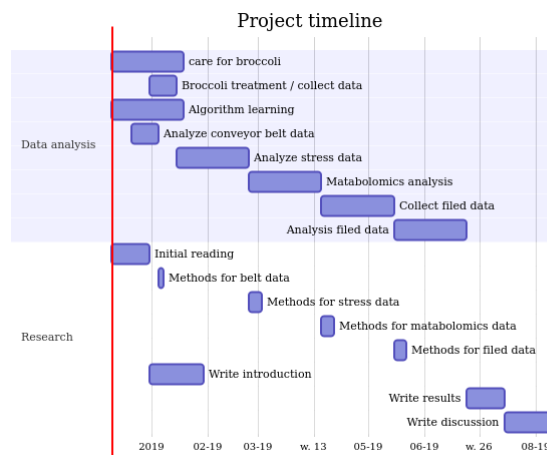 Project timeline
care for broccoli
Broccoli treatment / collect data
Algorithm learning
Analyze conveyor belt data
Data analysis
Analyze stress data
Matabolomics analysis
Collect filed data
Analysis filed data
Initial reading
Methods for belt data
Methods for stress data
Methods for matabolomics data
Research
Methods for filed data
Write introduction
Write results
Write discussion
2019 02-19 03-19 w. 13 05-19 06-19 w. 26 08-19